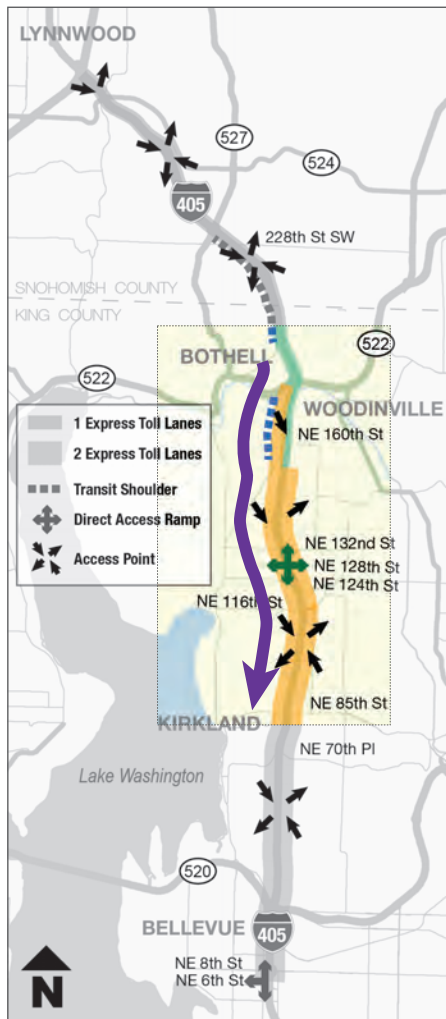 LYNNWOOD
527
524
405
228th St SW
SNOHOMISH COUNTY
KING COUNTY
BOTHELL
522
522
WOODINVILLE
1 Express Toll Lanes
2 Express Toll Lanes
Transit Shoulder
Direct Access Ramp
Access Point
NE 160th St
NE 132nd St
NE 128th St
NE 124th St
NE 116th St
NE 85th St
KIRKLAND
NE 70th Pl
Lake Washington
520
BELLEVUE
405
NE 8th St
NE 6th St
N